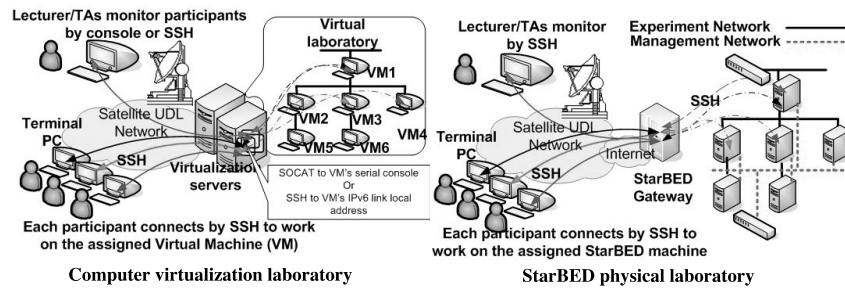 Lecturer/TAs monitor participants
by console or SSH
Virtual
laboratory
VM1
VM2
VM3
VM4
VM5
VM6
Satellite UDL
Network
Terminal
PC
SSH
Virtualization
servers
SOCAT to VM's serial console
Or
SSH to VM's IPv6 link local
address
Each participant connects by SSH to work
on the assigned Virtual Machine (VM)
Computer virtualization laboratory
Lecturer/TAs monitor
by SSH
Experiment Network
Management Network
SSH
Satellite UDL
Network
Internet
Terminal
PC
SSH
StarBED
Gateway
Each participant connects by SSH to
work on the assigned StarBED machine
StarBED physical laboratory